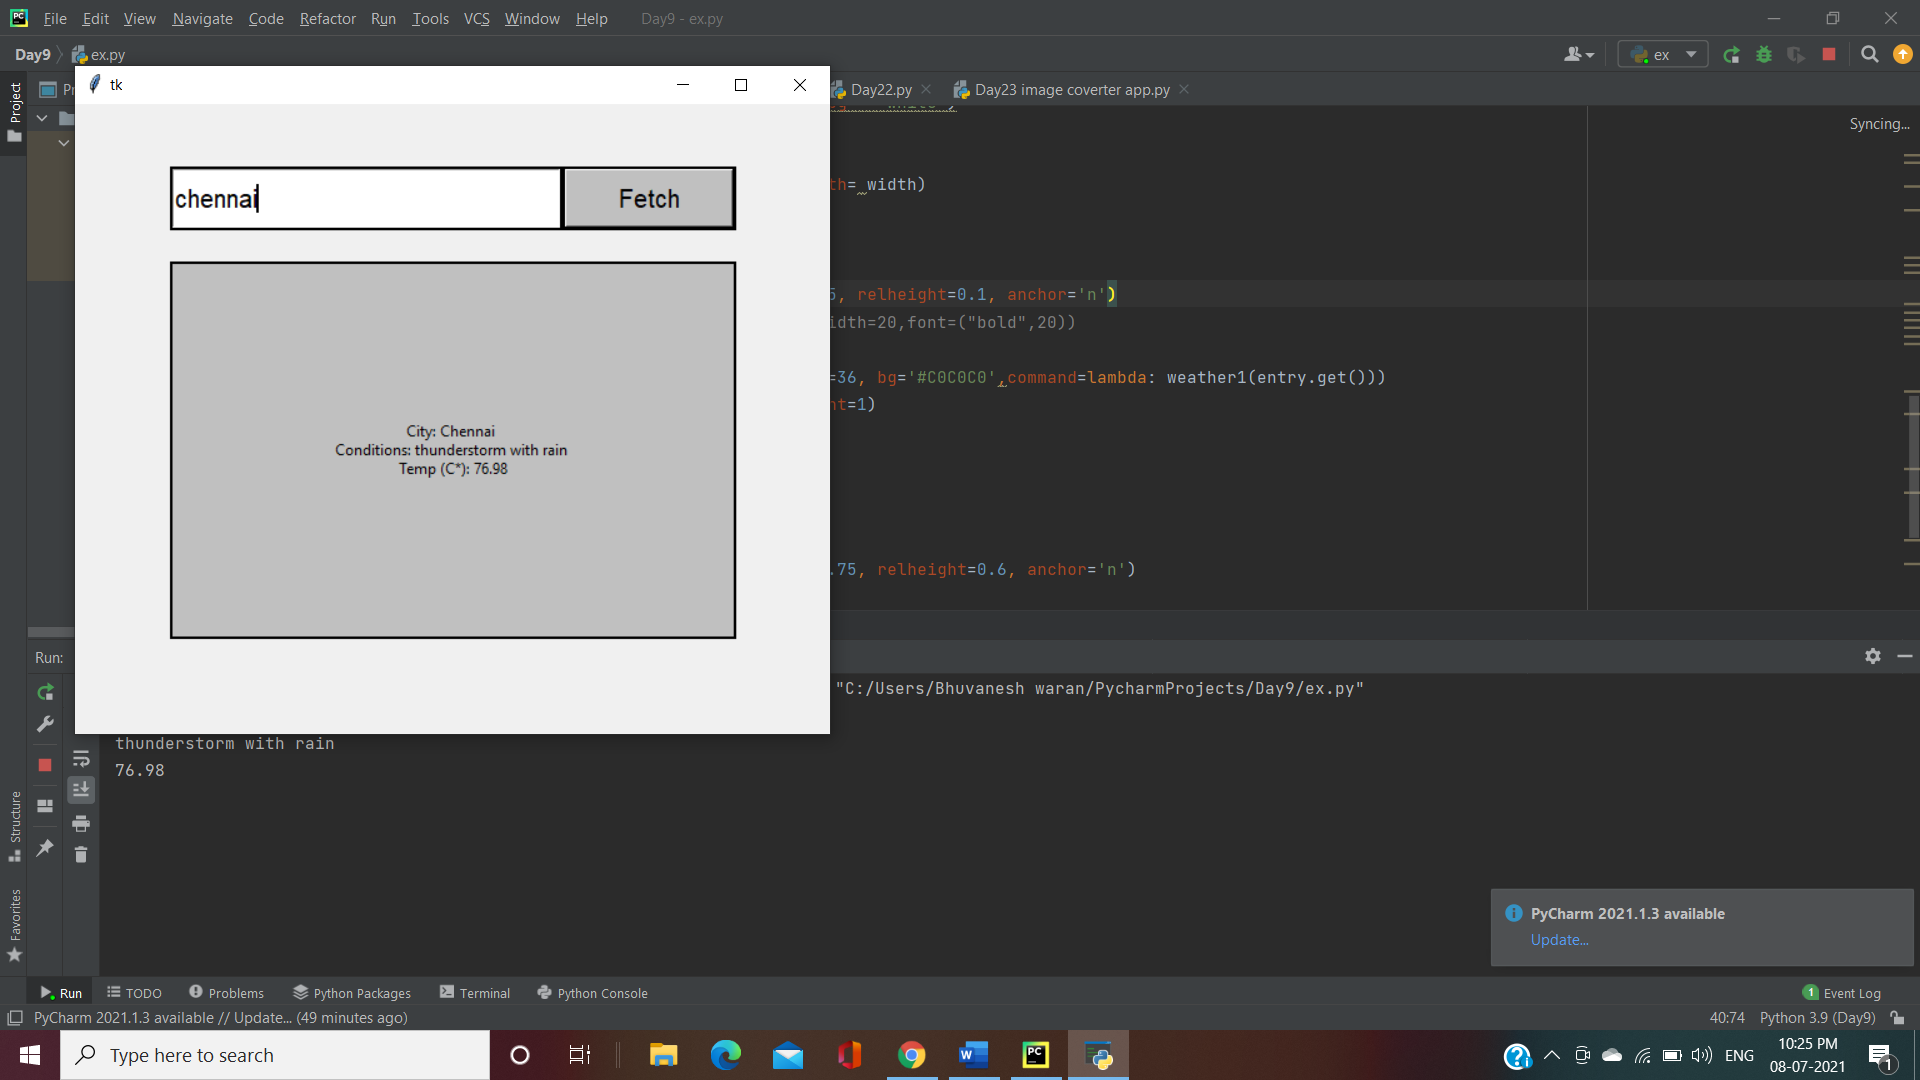 File Edit View Navigate Code Refactor Run Tools VCS Window Help Day9 - ex.py
Day9 ex.py
ex
tk
Day22.py Day23 image coverter app.py
Project
Syncing...
chennai Fetch
width)
, relheight=0.1, anchor='n')
width=20,font=("bold",20))
=36, bg='#C0C0C0',command=lambda: weather1(entry.get()))
=1)
City: Chennai
Conditions: thunderstorm with rain
Temp (C*): 76.98
.75, relheight=0.6, anchor='n')
Run:
"C:/Users/Bhuvanesh waran/PycharmProjects/Day9/ex.py"
thunderstorm with rain
76.98
Structure
Favorites
PyCharm 2021.1.3 available
Update...
Run TODO Problems Python Packages Terminal Python Console 1 Event Log
PyCharm 2021.1.3 available // Update... (49 minutes ago) 40:74 Python 3.9 (Day9)
Type here to search
ENG
10:25 PM
08-07-2021
1